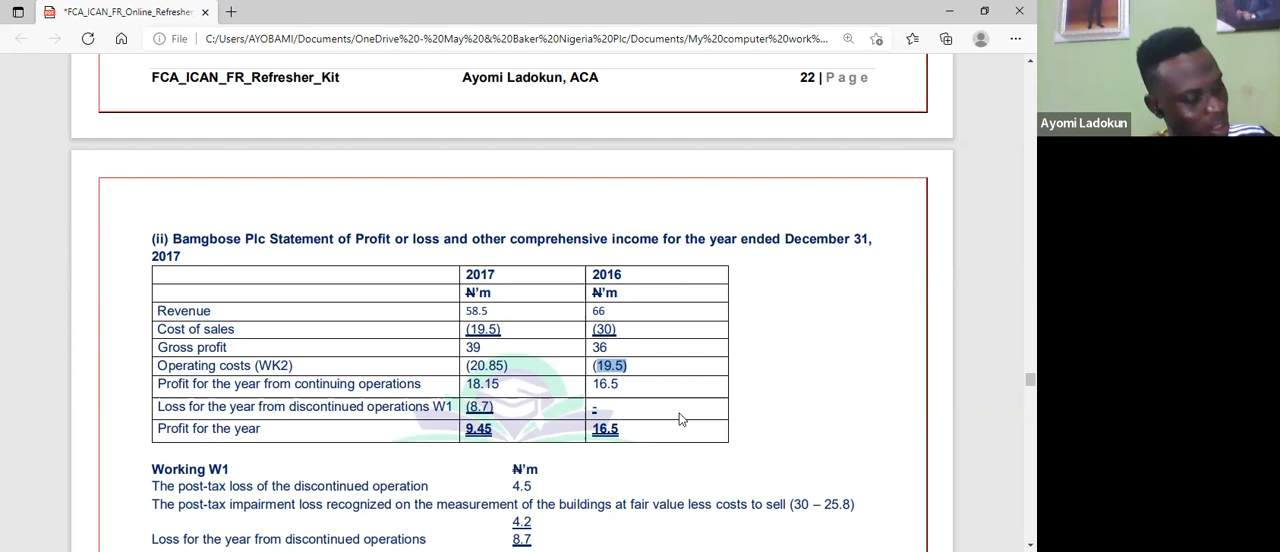 *FCA_ICAN_FR_Online_Refresher
File C:/Users/AYOBAMI/Documents/OneDrive%20-%20May%20&%20Baker%20Nigeria%20Plc/Documents/My%20computer%20work%...
Ayomi Ladokun
FCA_ICAN_FR_Refresher_Kit Ayomi Ladokun, ACA 22 | Page
(ii) Bamgbose Plc Statement of Profit or loss and other comprehensive income for the year ended December 31,
2017
2017 2016
₦'m ₦'m
Revenue 58.5 66
Cost of sales (19.5) (30)
Gross profit 39 36
Operating costs (WK2) (20.85) (19.5)
Profit for the year from continuing operations 18.15 16.5
Loss for the year from discontinued operations W1 (8.7) -
Profit for the year 9.45 16.5
Working W1 ₦'m
The post-tax loss of the discontinued operation 4.5
The post-tax impairment loss recognized on the measurement of the buildings at fair value less costs to sell (30 – 25.8)
4.2
Loss for the year from discontinued operations 8.7